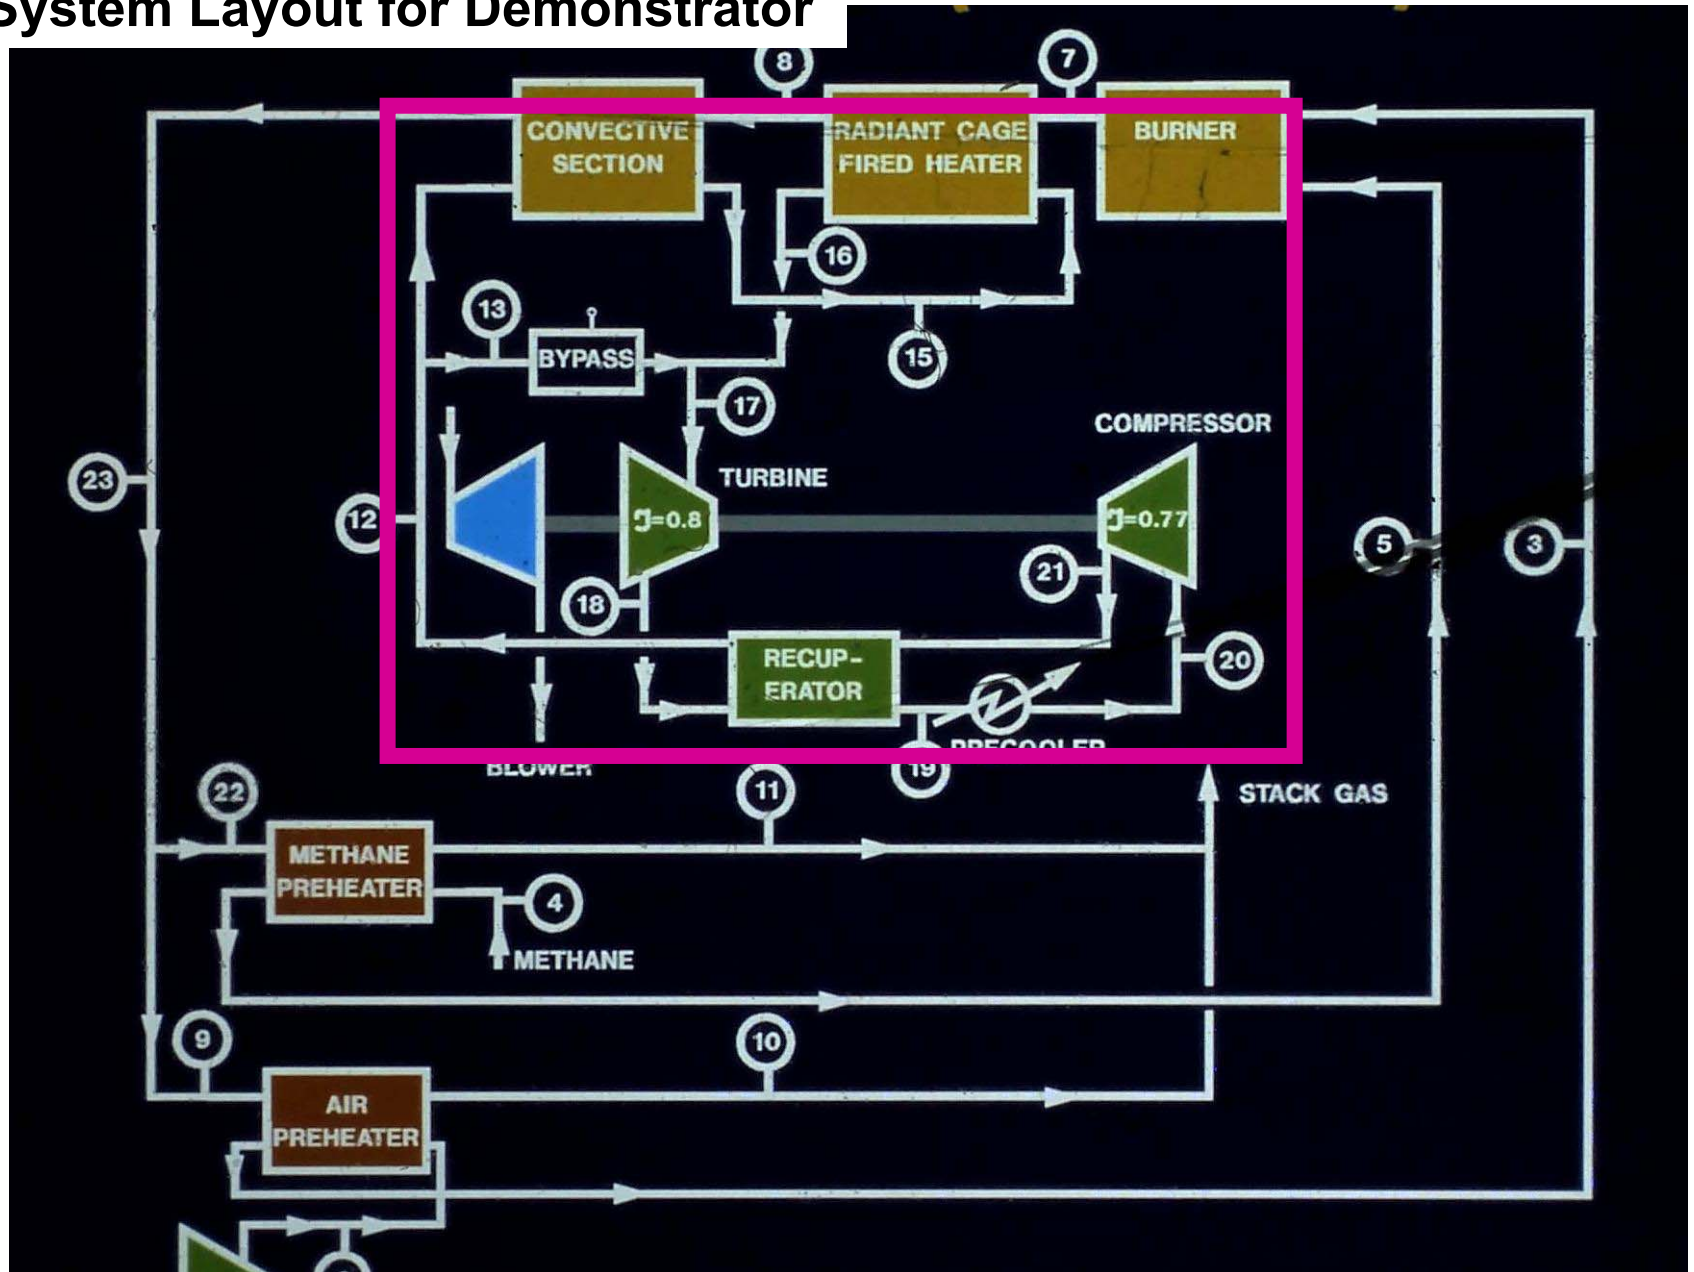 System Layout for Demonstrator
8
7
CONVECTIVE
SECTION
RADIANT CAGE
FIRED HEATER
BURNER
16
13
BYPASS
15
17
COMPRESSOR
TURBINE
23
12
=0.8
=0.77
5
3
21
18
RECUP-
ERATOR
20
PRECOOLER
BLOWER
19
22
11
STACK GAS
METHANE
PREHEATER
4
METHANE
9
10
AIR
PREHEATER